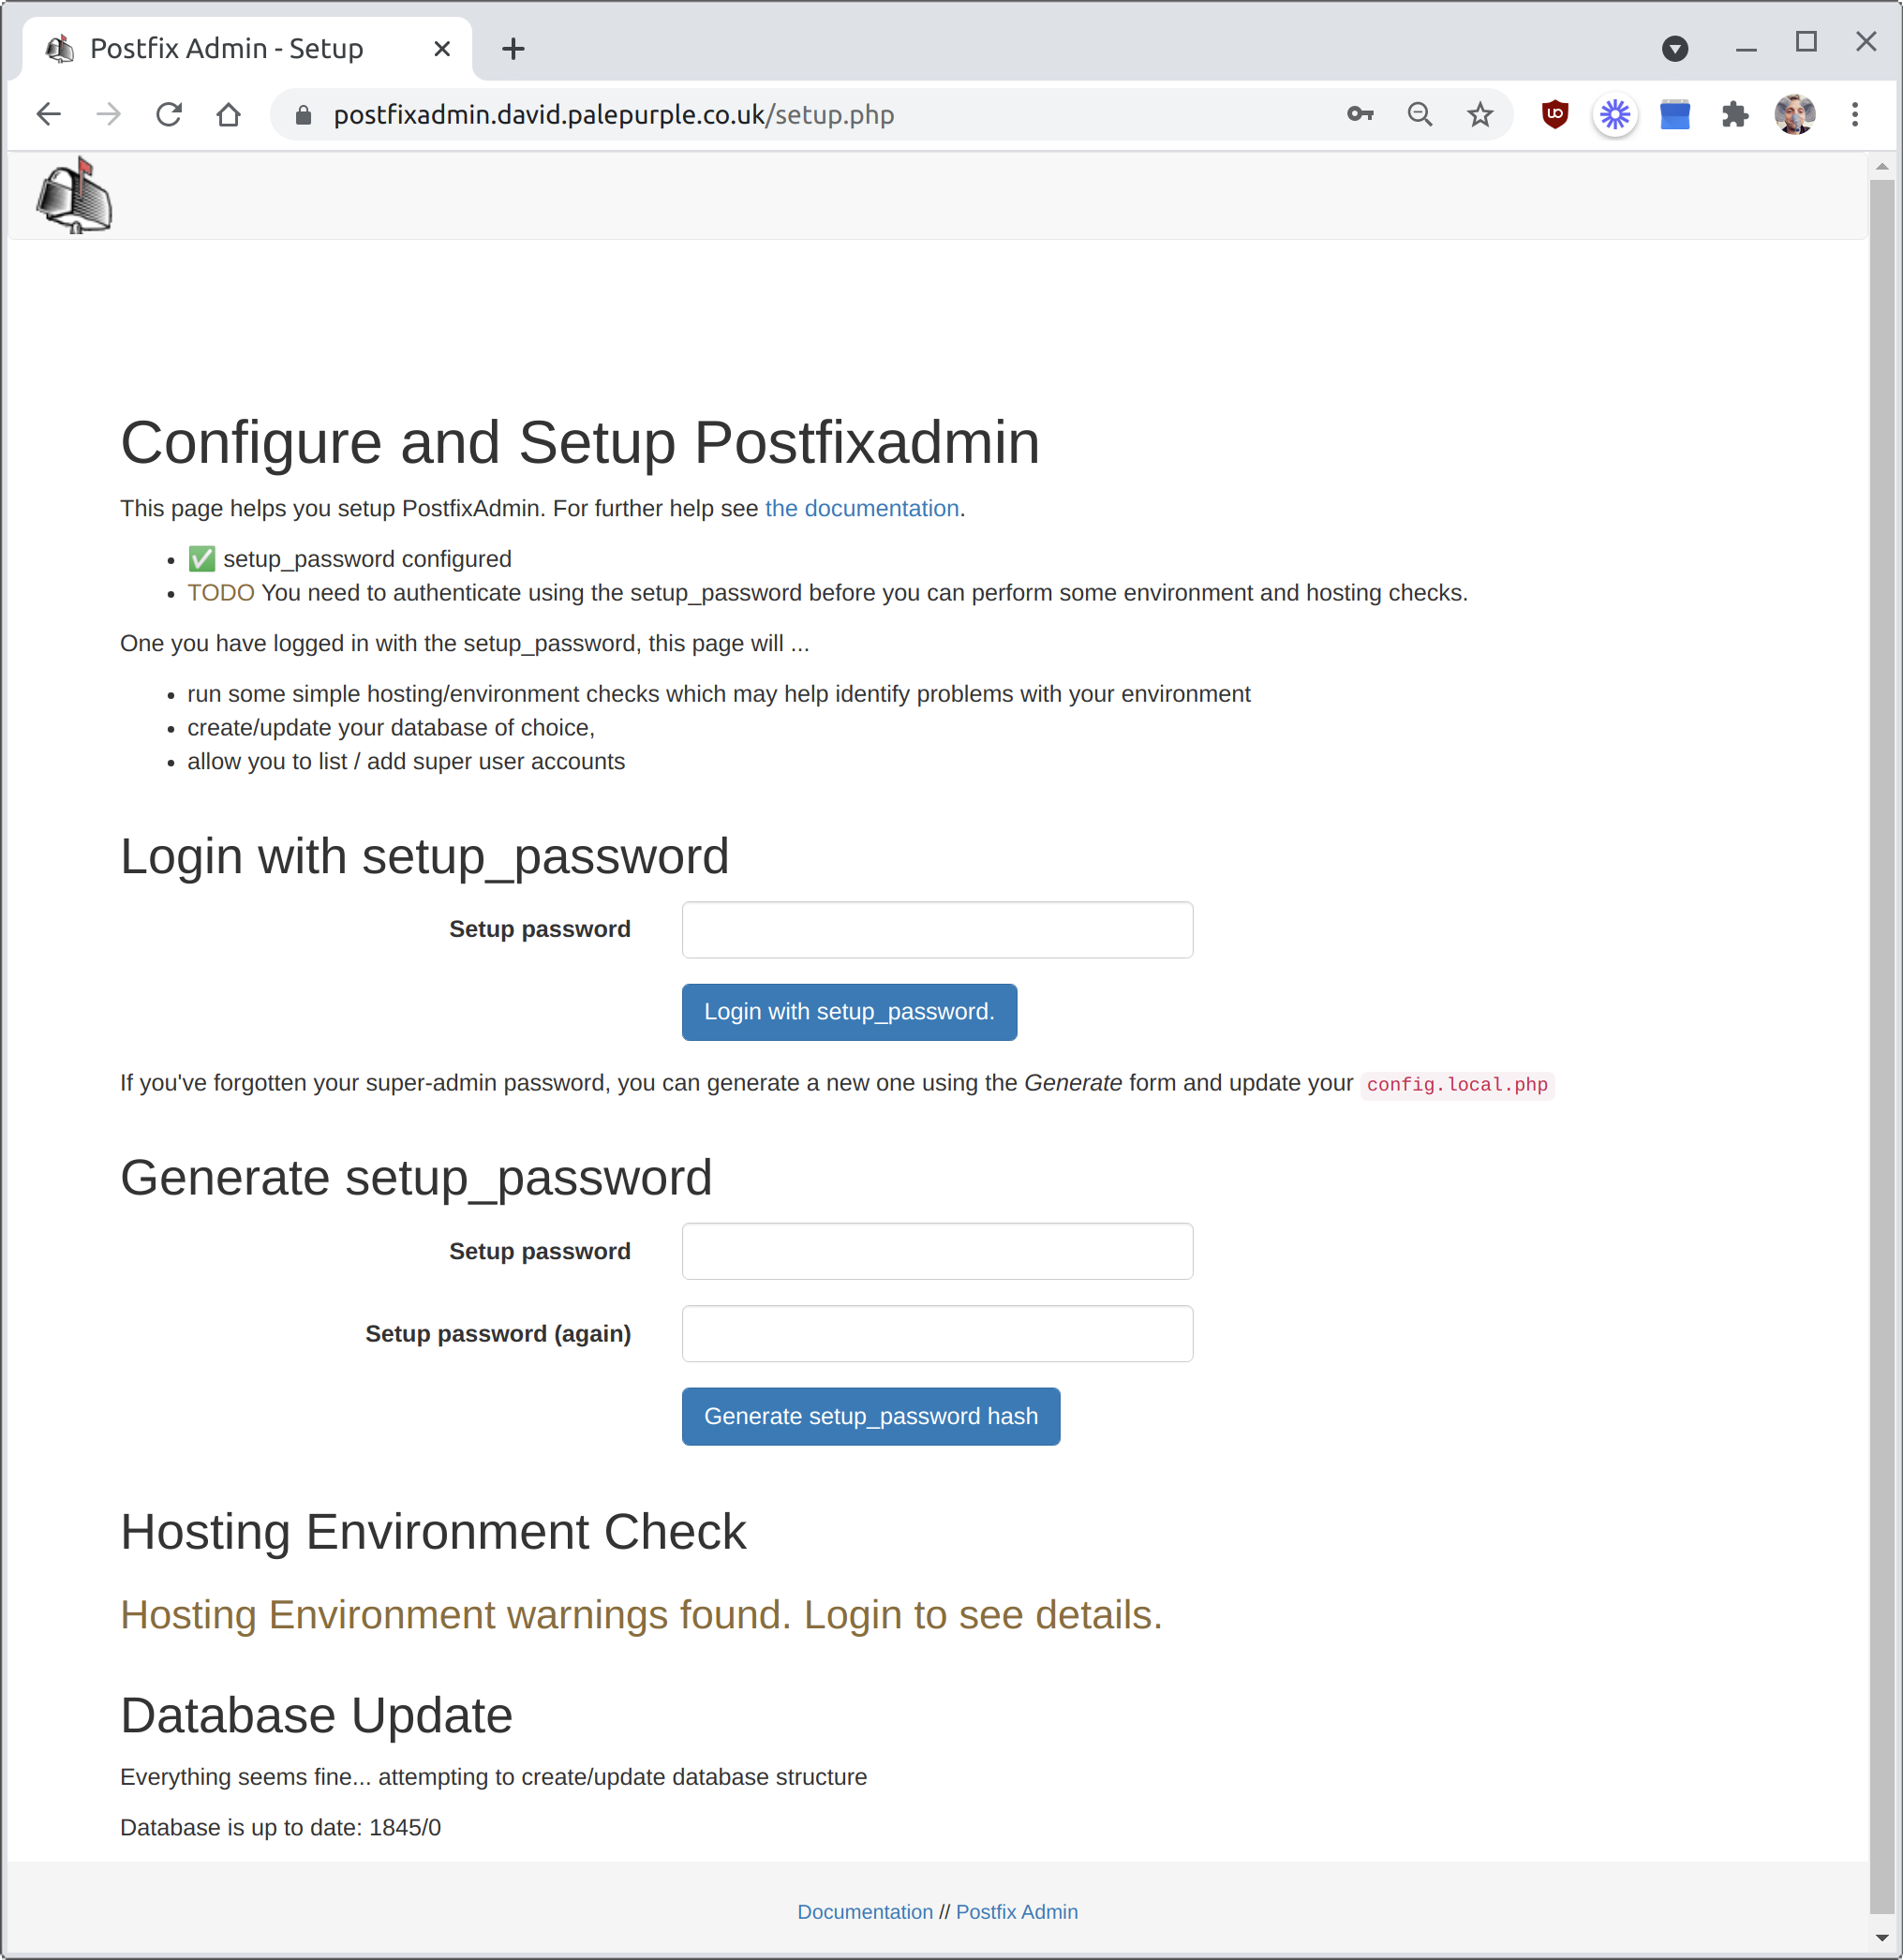 Postfix Admin - Setup
postfixadmin.david.palepurple.co.uk/setup.php
Configure and Setup Postfixadmin
This page helps you setup PostfixAdmin. For further help see the documentation.
✅ setup_password configured
TODO You need to authenticate using the setup_password before you can perform some environment and hosting checks.
One you have logged in with the setup_password, this page will ...
run some simple hosting/environment checks which may help identify problems with your environment
create/update your database of choice,
allow you to list / add super user accounts
Login with setup_password
Setup password
Login with setup_password.
If you've forgotten your super-admin password, you can generate a new one using the Generate form and update your config.local.php
Generate setup_password
Setup password
Setup password (again)
Generate setup_password hash
Hosting Environment Check
Hosting Environment warnings found. Login to see details.
Database Update
Everything seems fine... attempting to create/update database structure
Database is up to date: 1845/0
Documentation // Postfix Admin